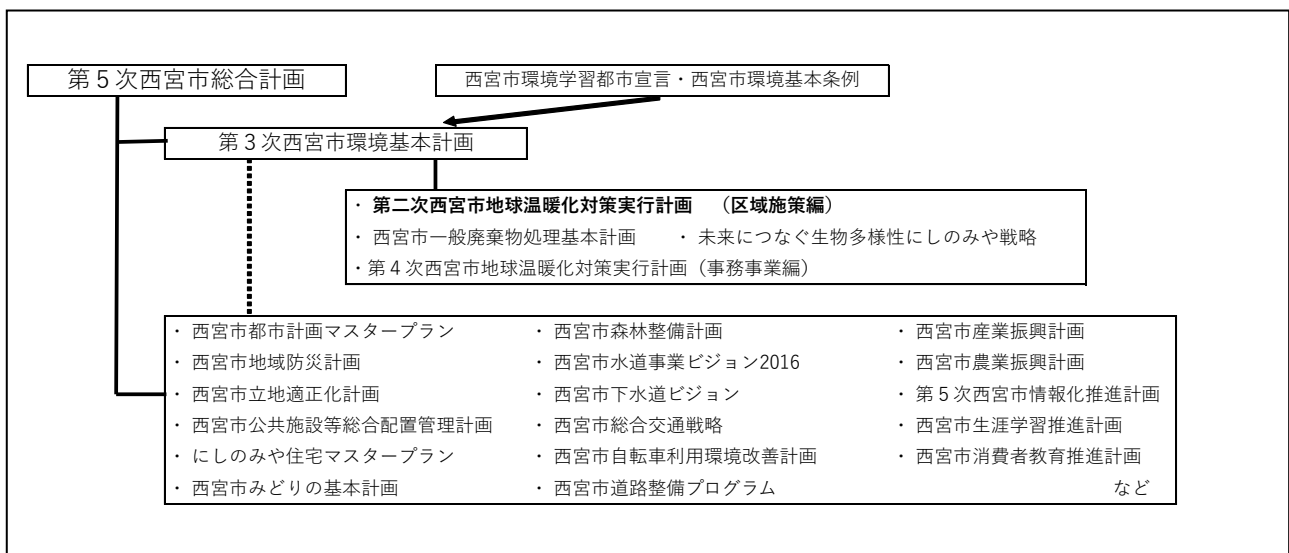 第５次西宮市総合計画
西宮市環境学習都市宣言・西宮市環境基本条例
第３次西宮市環境基本計画
・ 第二次西宮市地球温暖化対策実行計画　（区域施策編）
・ 西宮市一般廃棄物処理基本計画　・ 未来につなぐ生物多様性にしのみや戦略
・第４次西宮市地球温暖化対策実行計画（事務事業編）
・ 西宮市都市計画マスタープラン　・ 西宮市森林整備計画　・ 西宮市産業振興計画
・ 西宮市地域防災計画　・ 西宮市水道事業ビジョン2016　・ 西宮市農業振興計画
・ 西宮市立地適正化計画　・ 西宮市下水道ビジョン　・ 第５次西宮市情報化推進計画
・ 西宮市公共施設等総合配置管理計画　・ 西宮市総合交通戦略　・ 西宮市生涯学習推進計画
・ にしのみや住宅マスタープラン　・ 西宮市自転車利用環境改善計画　・ 西宮市消費者教育推進計画
・ 西宮市みどりの基本計画　・ 西宮市道路整備プログラム　など